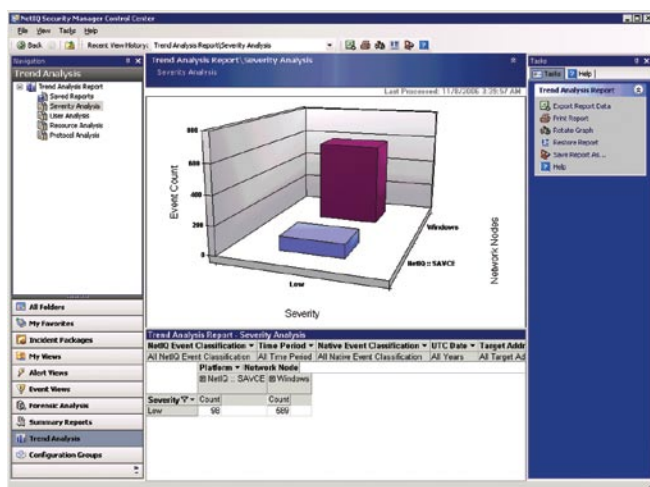 NetIQ Security Manager Control Center
File View Tasks Help
Back Recent View History: Trend Analysis Report\Severity Analysis
Navigation
Trend Analysis
Trend Analysis Report
Saved Reports
Severity Analysis
User Analysis
Resource Analysis
Protocol Analysis
All Folders
My Favorites
Incident Packages
My Views
Alert Views
Event Views
Forensic Analysis
Summary Reports
Trend Analysis
Configuration Groups
Trend Analysis Report\Severity Analysis
Severity Analysis
Last Processed: 11/8/2006 3:39:57 AM
800
600
400
200
0
Event Count
Low
Severity
Windows
NetIQ :: SAVCE
Network Nodes
Trend Analysis Report - Severity Analysis
NetIQ Event Classification Time Period Native Event Classification UTC Date Target Addr
All NetIQ Event Classification All Time Period All Native Event Classification All Years All Target Ad
Platform Network Node
NetIQ :: SAVCE Windows
Severity Count Count
Low 98 689
Tasks
Tasks Help
Trend Analysis Report
Export Report Data
Print Report
Rotate Graph
Restore Report
Save Report As...
Help